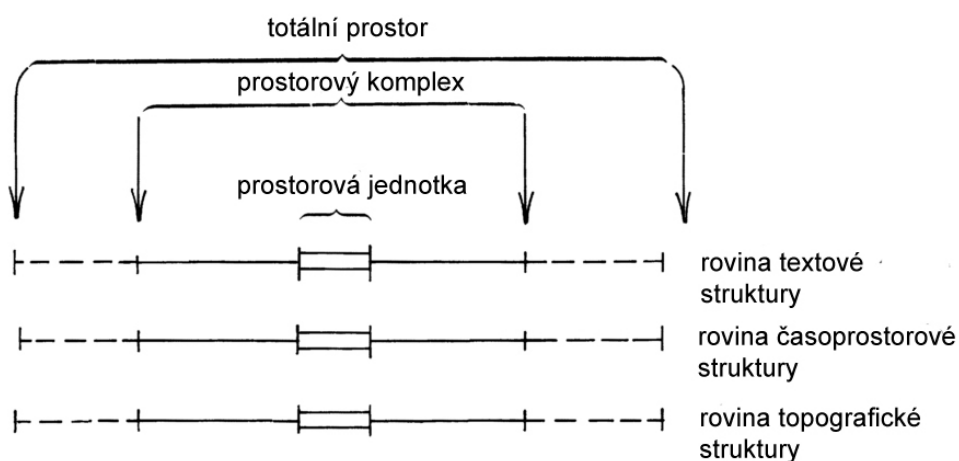 totální prostor
prostorový komplex
prostorová jednotka
rovina textové
struktury
rovina časoprostorové
struktury
rovina topografické
struktury